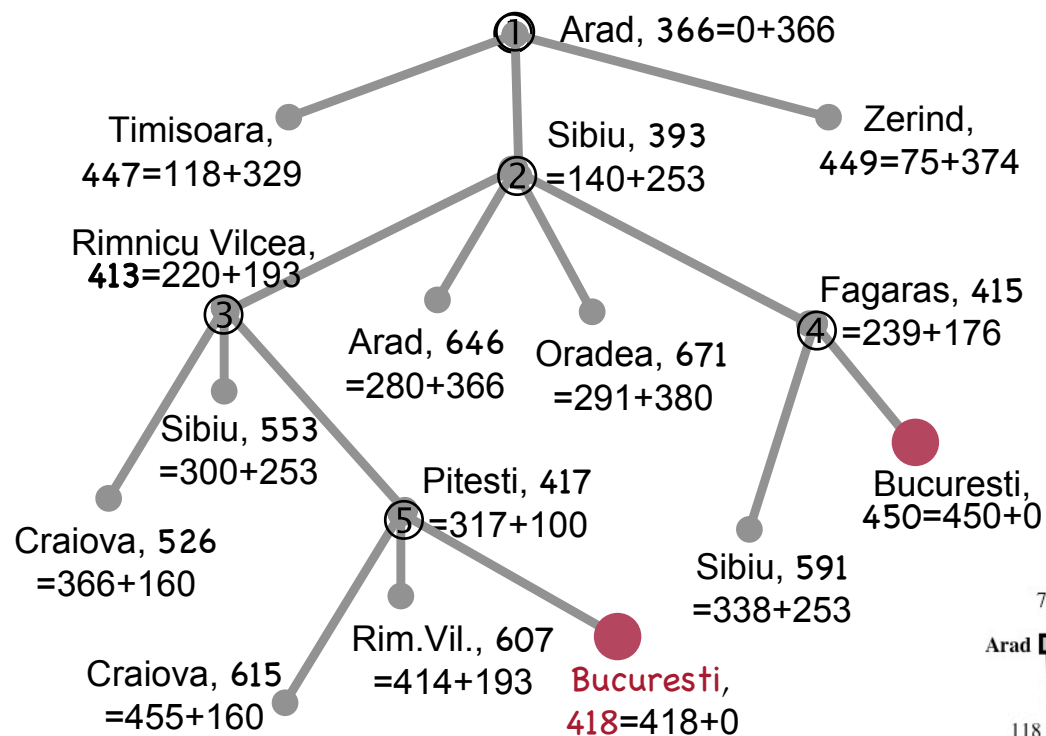 1
Arad, 366=0+366
Timisoara,
447=118+329
Sibiu, 393
2
=140+253
Zerind,
449=75+374
Rimnicu Vilcea,
413=220+193
3
Arad, 646
=280+366
Oradea, 671
=291+380
Fagaras, 415
4
=239+176
Sibiu, 553
=300+253
Pitesti, 417
5
=317+100
Bucuresti,
450=450+0
Craiova, 526
=366+160
Sibiu, 591
=338+253
Craiova, 615
=455+160
Rim.Vil., 607
=414+193
Bucuresti,
418=418+0
7
Arad
118